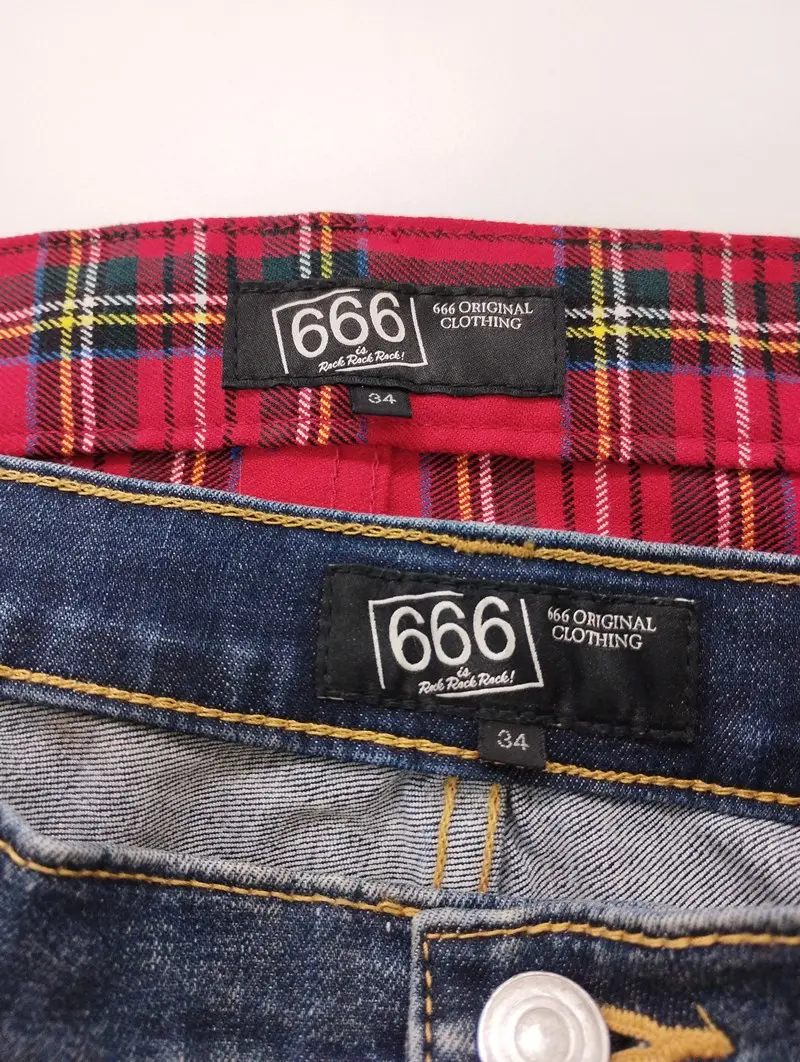 666
is
Rock Rock Rock!
666 ORIGINAL
CLOTHING
34
666
is
Rock Rock Rock!
666 ORIGINAL
CLOTHING
34